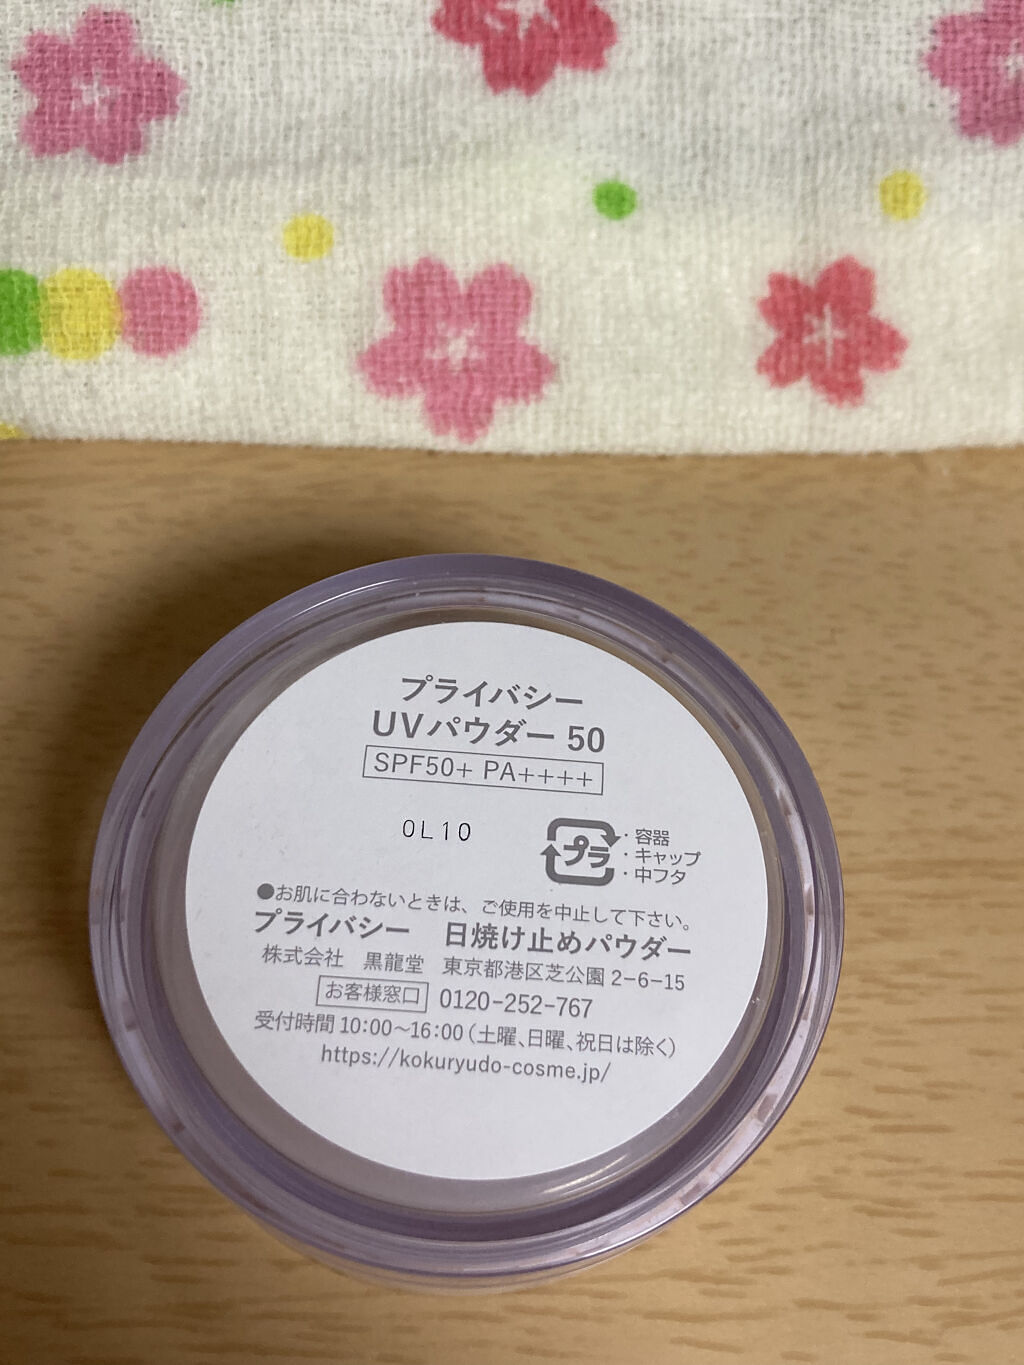 プライバシー
UVパウダー 50
SPF50+ PA++++
0L10
プラ
・容器
・キャップ
・中フタ
●お肌に合わないときは、ご使用を中止して下さい。
プライバシー 日焼け止めパウダー
株式会社 黒龍堂 東京都港区芝公園 2-6-15
お客様窓口 0120-252-767
受付時間 10:00~16:00(土曜、日曜、祝日は除く)
https://kokuryudo-cosme.jp/